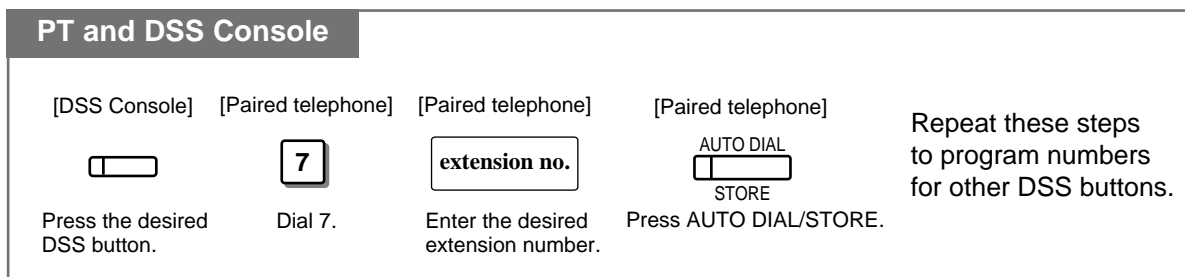 PT and DSS Console
[DSS Console] [Paired telephone] [Paired telephone] [Paired telephone]
7
extension no.
AUTO DIAL
STORE
Press the desired
DSS button.
Dial 7.
Enter the desired
extension number.
Press AUTO DIAL/STORE.
Repeat these steps
to program numbers
for other DSS buttons.